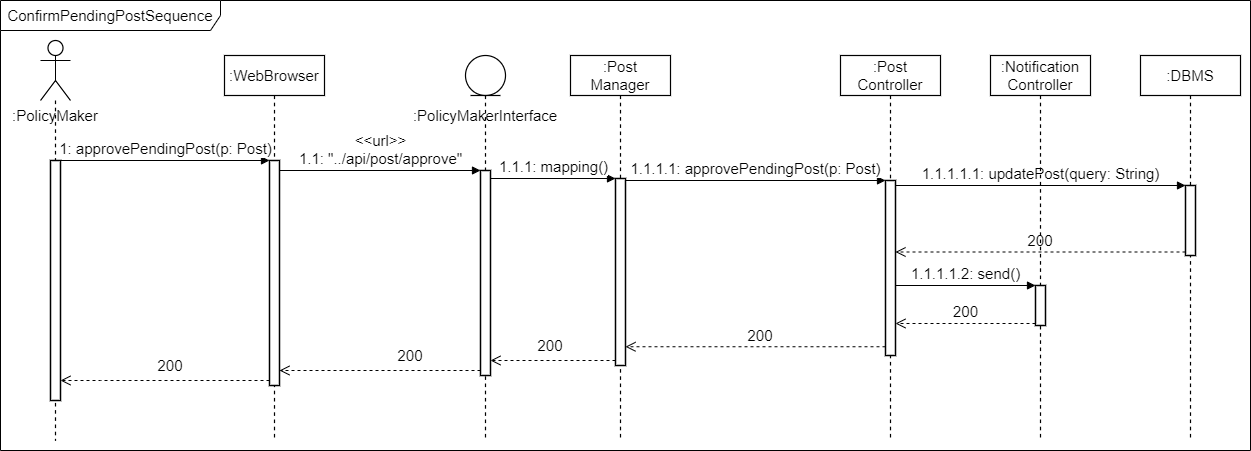 ConfirmPendingPostSequence
:PolicyMaker
:WebBrowser
:PolicyMakerInterface
:Post
Manager
:Post
Controller
:Notification
Controller
:DBMS
1: approvePendingPost(p: Post)
<<url>>
1.1: "../api/post/approve"
1.1.1: mapping()
1.1.1.1: approvePendingPost(p: Post)
1.1.1.1.1: updatePost(query: String)
200
1.1.1.1.2: send()
200
200
200
200
200